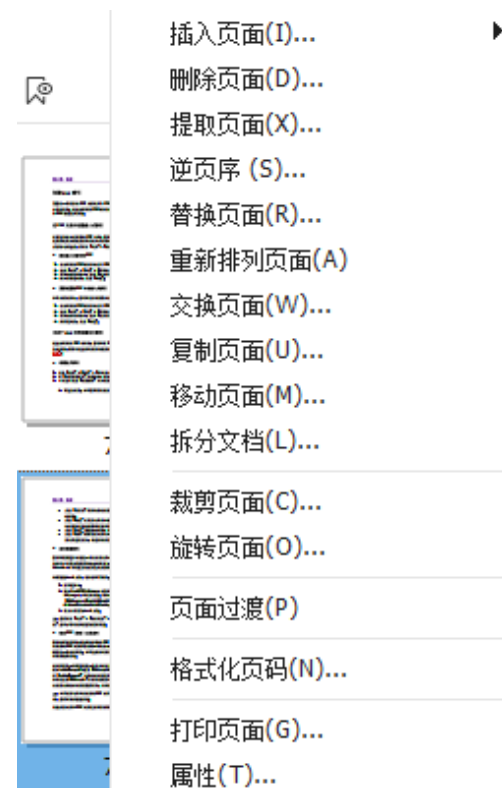 插入页面(I)...
删除页面(D)...
提取页面(X)...
逆页序 (S)...
替换页面(R)...
重新排列页面(A)
交换页面(W)...
复制页面(U)...
移动页面(M)...
拆分文档(L)...
裁剪页面(C)...
旋转页面(O)...
页面过渡(P)
格式化页码(N)...
打印页面(G)...
属性(T)...